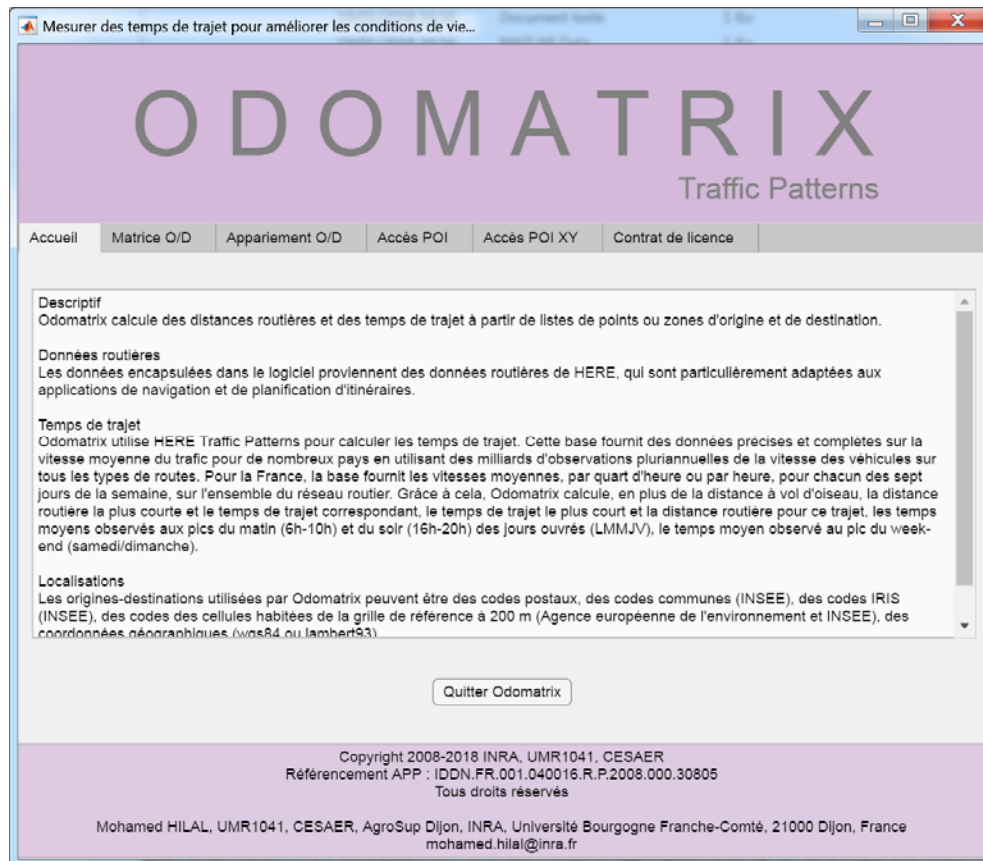 Mesurer des temps de trajet pour améliorer les conditions de vie...
ODOMATRIX
Traffic Patterns
Accueil Matrice O/D Appariement O/D Accès POI Accès POI XY Contrat de licence
Descriptif
Odomatrix calcule des distances routières et des temps de trajet à partir de listes de points ou zones d'origine et de destination.
Données routières
Les données encapsulées dans le logiciel proviennent des données routières de HERE, qui sont particulièrement adaptées aux
applications de navigation et de planification d'itinéraires.
Temps de trajet
Odomatrix utilise HERE Traffic Patterns pour calculer les temps de trajet. Cette base fournit des données précises et complètes sur la
vitesse moyenne du trafic pour de nombreux pays en utilisant des milliards d'observations pluriannuelles de la vitesse des véhicules sur
tous les types de routes. Pour la France, la base fournit les vitesses moyennes, par quart d'heure ou par heure, pour chacun des sept
jours de la semaine, sur l'ensemble du réseau routier. Grâce à cela, Odomatrix calcule, en plus de la distance à vol d'oiseau, la distance
routière la plus courte et le temps de trajet correspondant, le temps de trajet le plus court et la distance routière pour ce trajet, les temps
moyens observés aux pics du matin (6h-10h) et du soir (16h-20h) des jours ouvrés (LMMJV), le temps moyen observé au pic du week-
end (samedi/dimanche).
Localisations
Les origines-destinations utilisées par Odomatrix peuvent être des codes postaux, des codes communes (INSEE), des codes IRIS
(INSEE), des codes des cellules habitées de la grille de référence à 200 m (Agence européenne de l'environnement et INSEE), des
coordonnées géographiques (wgs84 ou lambert93)
Quitter Odomatrix
Copyright 2008-2018 INRA, UMR1041, CESAER
Référencement APP : IDDN.FR.001.040016.R.P.2008.000.30805
Tous droits réservés
Mohamed HILAL, UMR1041, CESAER, AgroSup Dijon, INRA, Université Bourgogne Franche-Comté, 21000 Dijon, France
mohamed.hilal@inra.fr